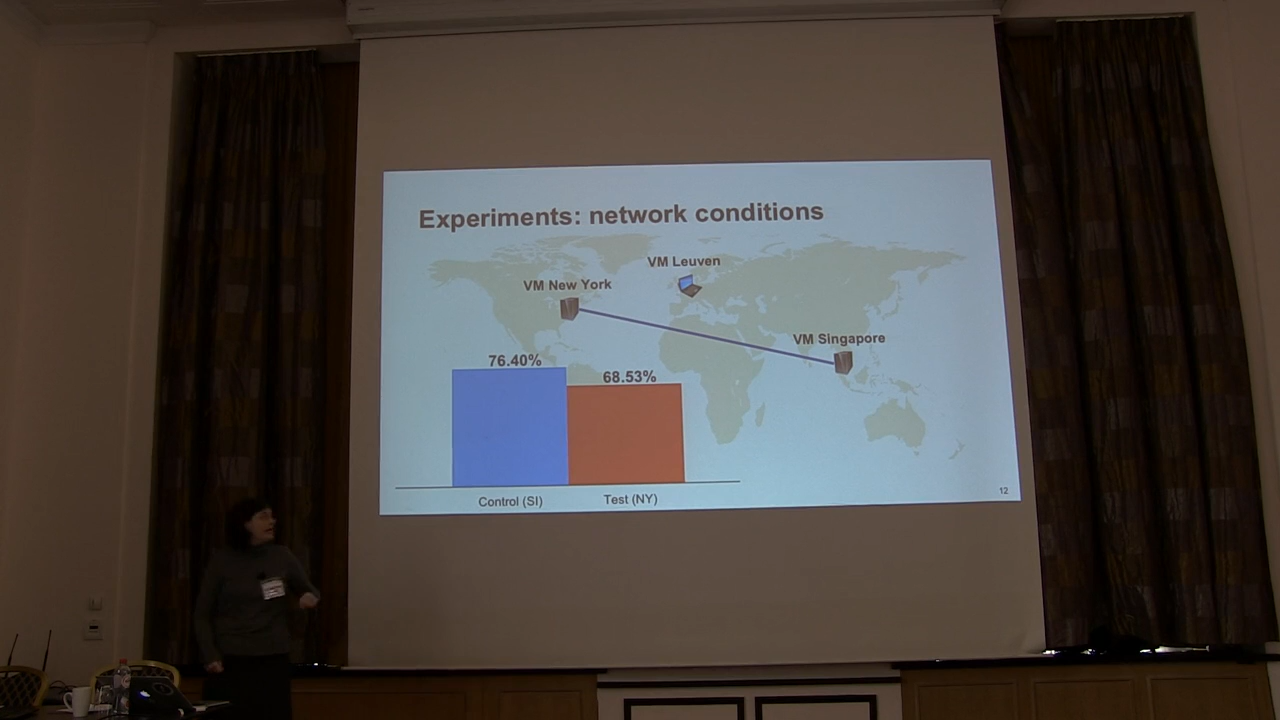 Experiments: network conditions
VM Leuven
VM New York
VM Singapore
76.40%
68.53%
Control (SI)
Test (NY)
12